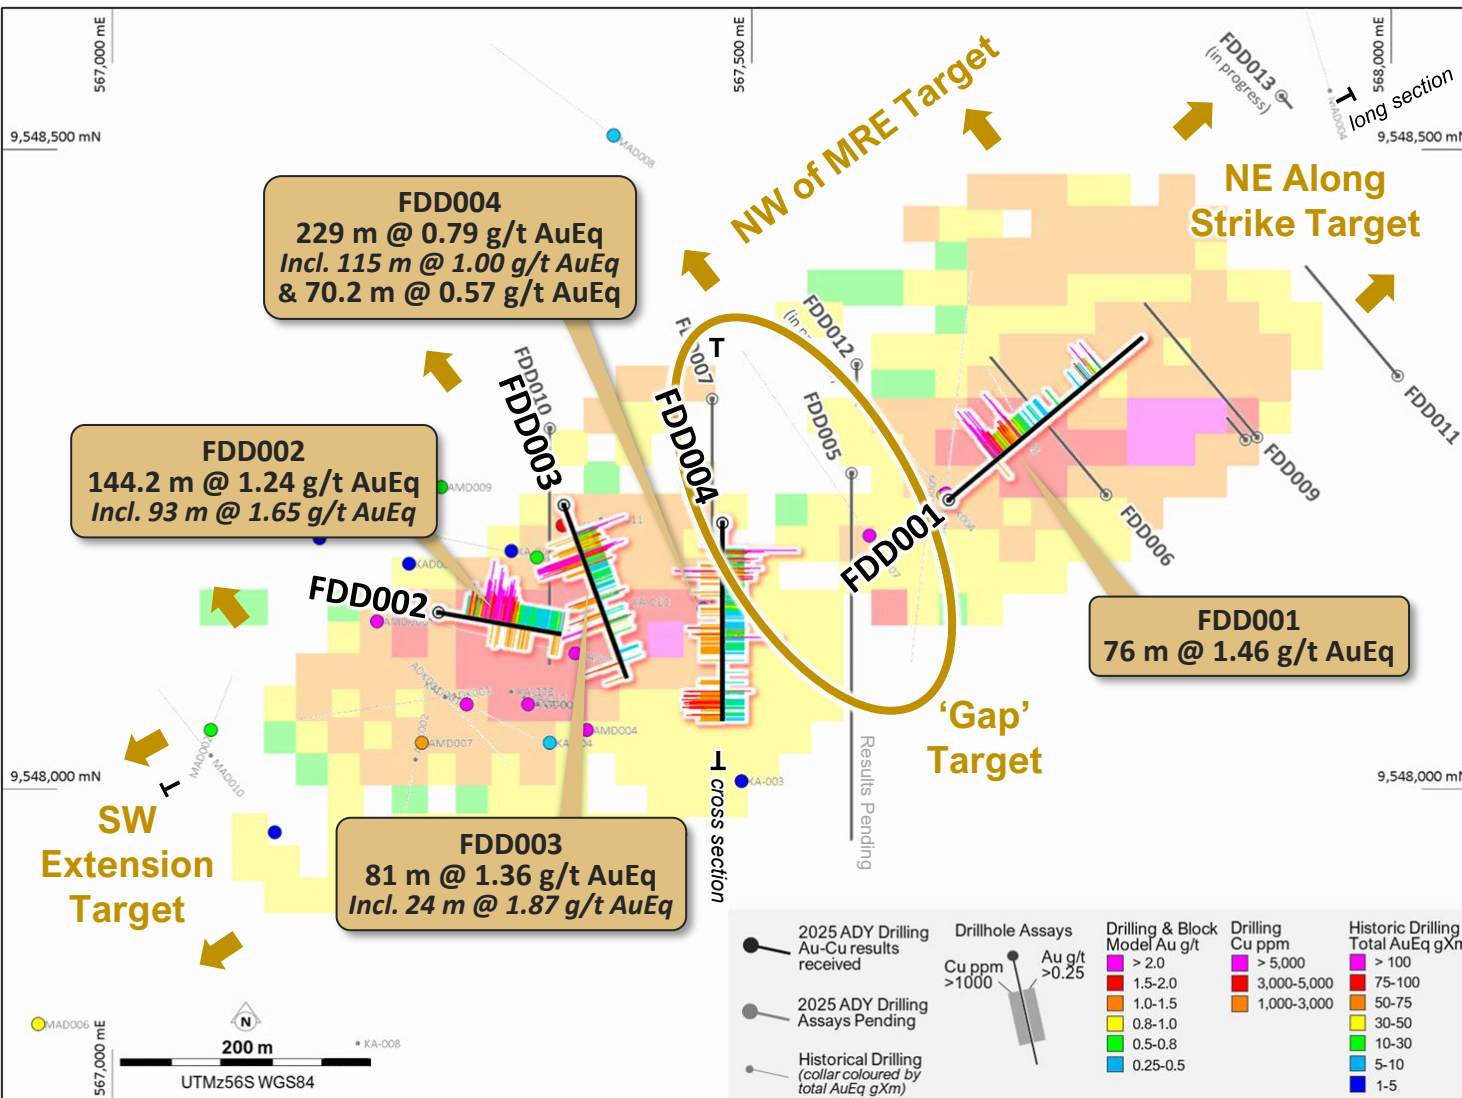 567,000 mE
567,500 mE
568,000 mE
9,548,500 mN
9,548,500 mN
MAD008
FDD013
(in progress)
MAD004
long section
NW of MRE Target
NE Along
Strike Target
FDD004
229 m @ 0.79 g/t AuEq
Incl. 115 m @ 1.00 g/t AuEq
& 70.2 m @ 0.57 g/t AuEq
FDD012
FDD007
FDD010
FDD003
FDD004
FDD005
FDD011
FDD009
FDD006
FDD001
FDD002
144.2 m @ 1.24 g/t AuEq
Incl. 93 m @ 1.65 g/t AuEq
AMD009
FDD002
FDD001
76 m @ 1.46 g/t AuEq
AMD004
AMD007
KA-003
MAD002
MAD010
'Gap'
Target
Results Pending
cross section
9,548,000 mN
9,548,000 mN
SW
Extension
Target
FDD003
81 m @ 1.36 g/t AuEq
Incl. 24 m @ 1.87 g/t AuEq
MAD006
567,000 mE
N
200 m
UTMz56S WGS84
KA-008
2025 ADY Drilling
Au-Cu results
received
2025 ADY Drilling
Assays Pending
Historical Drilling
(collar coloured by
total AuEq gXm)
Drillhole Assays
Cu ppm
>1000
Au g/t
>0.25
Drilling & Block
Model Au g/t
> 2.0
1.5-2.0
1.0-1.5
0.8-1.0
0.5-0.8
0.25-0.5
Drilling
Cu ppm
> 5,000
3,000-5,000
1,000-3,000
Historic Drilling
Total AuEq gXm
> 100
75-100
50-75
30-50
10-30
5-10
1-5